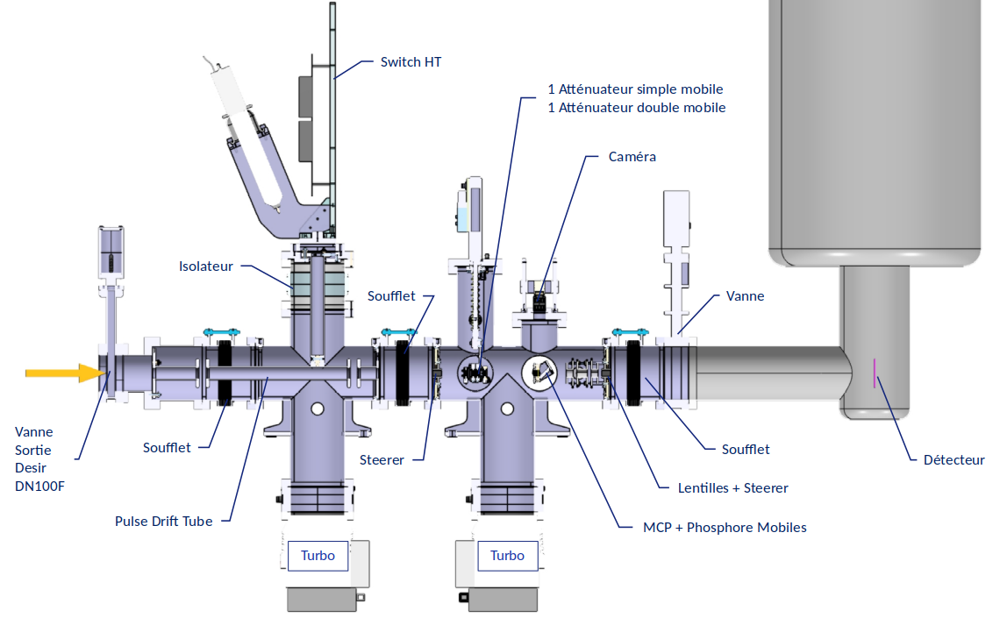 Switch HT
1 Atténuateur simple mobile
1 Atténuateur double mobile
Caméra
Isolateur
Soufflet
Vanne
Vanne
Sortie
Desir
DN100F
Soufflet
Steerer
Soufflet
Détecteur
Lentilles + Steerer
Pulse Drift Tube
MCP + Phosphore Mobiles
Turbo
Turbo